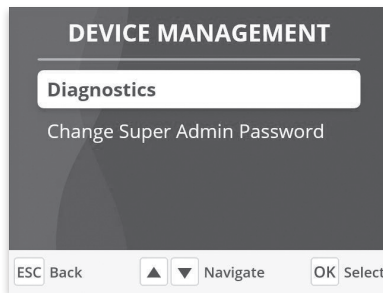 DEVICE MANAGEMENT
Diagnostics
Change Super Admin Password
ESC Back ▲ ▼ Navigate OK Select